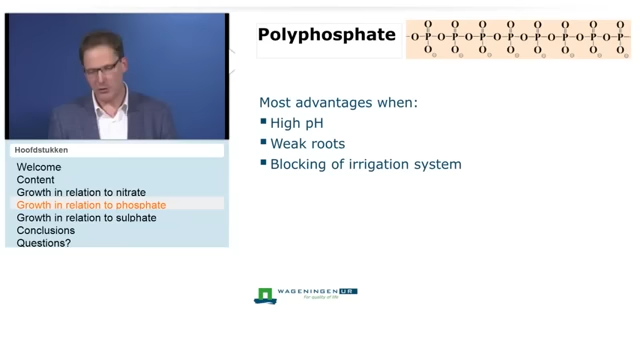 Polyphosphate
O O O O O O O O
-O-P-O-P-O-P-O-P-O-P-O-P-O-P-O-P-
O O O O O O O O
Most advantages when:
High pH
Weak roots
Blocking of irrigation system
Hoofdstukken
Welcome
Content
Growth in relation to nitrate
Growth in relation to phosphate
Growth in relation to sulphate
Conclusions
Questions?
WAGENINGEN UR
For quality of life